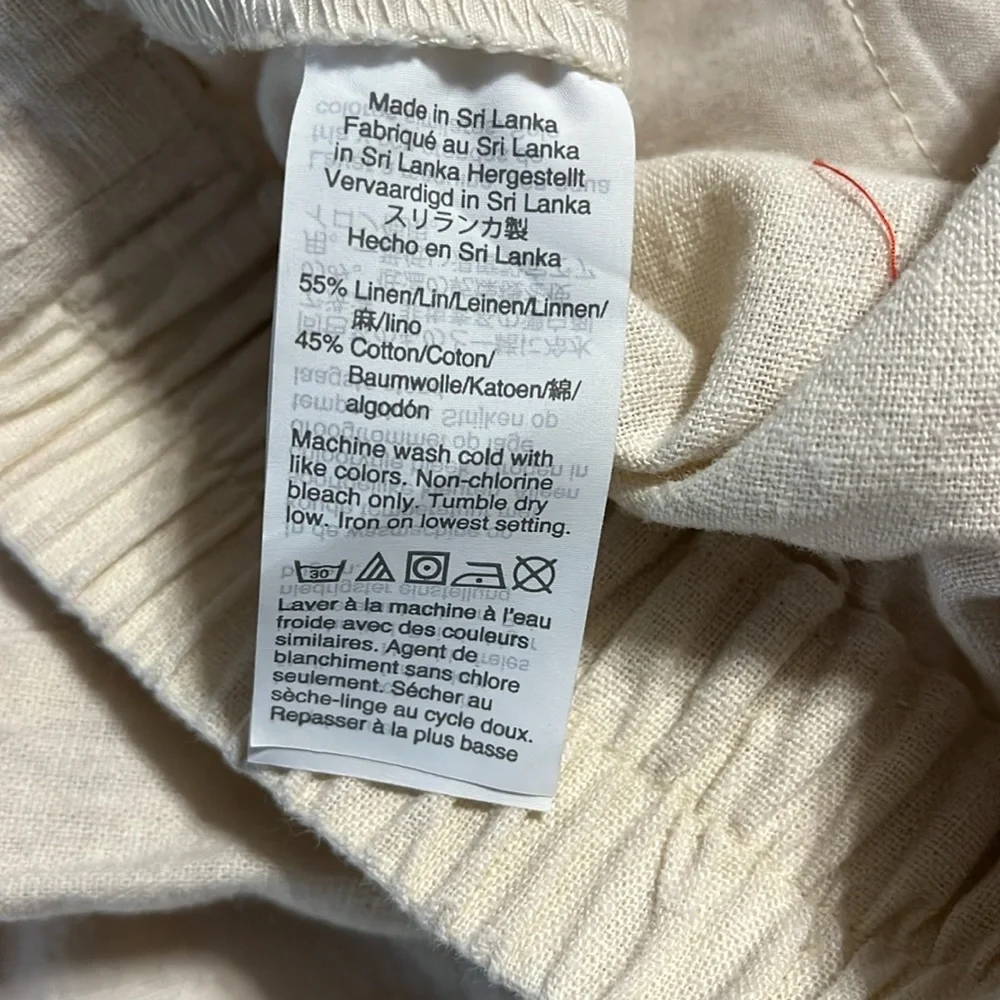 Made in Sri Lanka
Fabriqué au Sri Lanka
in Sri Lanka Hergestellt
Vervaardigd in Sri Lanka
スリランカ製
Hecho en Sri Lanka
55% Linen/Lin/Leinen/Linnen/
麻/lino
45% Cotton/Coton/
Baumwolle/Katoen/綿/
algodón
Machine wash cold with
like colors. Non-chlorine
bleach only. Tumble dry
low. Iron on lowest setting.
30
Laver à la machine à l'eau
froide avec des couleurs
similaires. Agent de
blanchiment sans chlore
seulement. Sécher au
sèche-linge au cycle doux.
Repasser à la plus basse